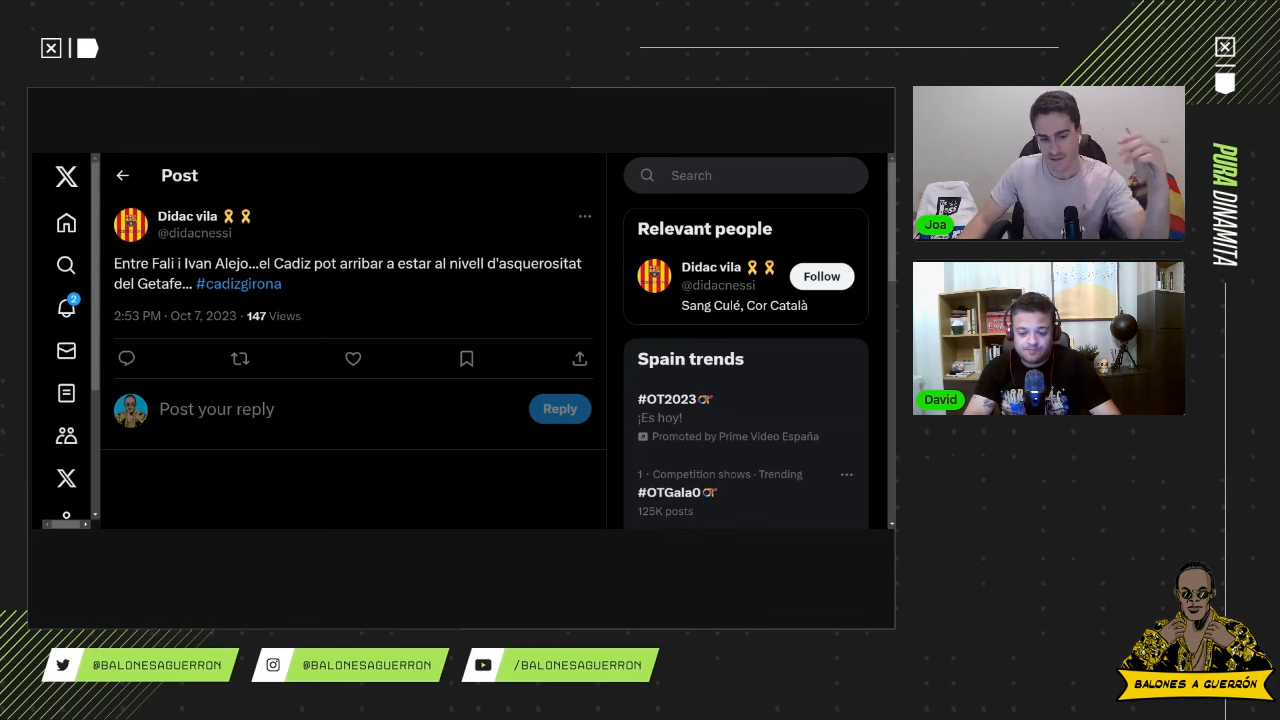 Post
Didac vila
@didacnessi
Entre Fali i Ivan Alejo...el Cadiz pot arribar a estar al nivell d'asquerositat
del Getafe... #cadizgirona
2:53 PM · Oct 7, 2023 · 147 Views
Post your reply
Reply
2
Search
Relevant people
Didac vila
@didacnessi
Follow
Sang Culé, Cor Català
Spain trends
#OT2023
¡Es hoy!
Promoted by Prime Video España
1 · Competition shows · Trending
#OTGala0
125K posts
Joa
David
PURA DINAMITA
@BALONESAGUERRON
@BALONESAGUERRON
/BALONESAGUERRON
BALONES A GUERRÓN